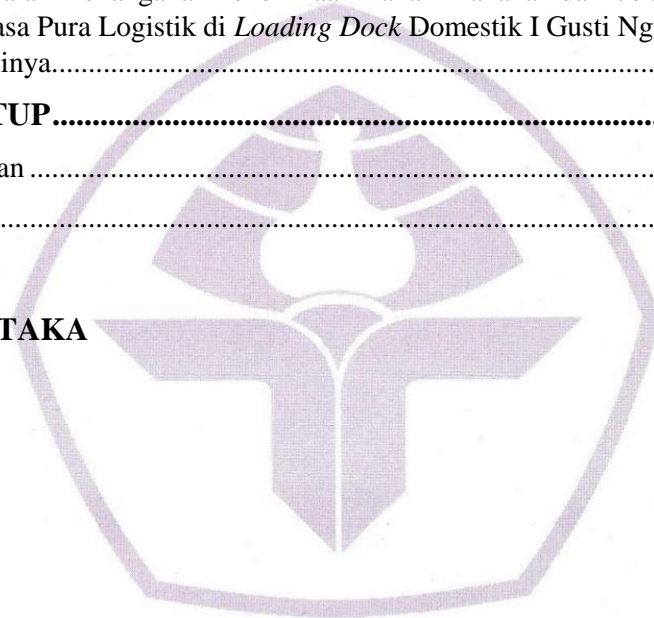 asa Pura Logistik di Loading Dock Domestik I Gusti Ng
inya....................................................................................
TUP...............................................................................
an ......................................................................................
..........................................................................................
TAKA